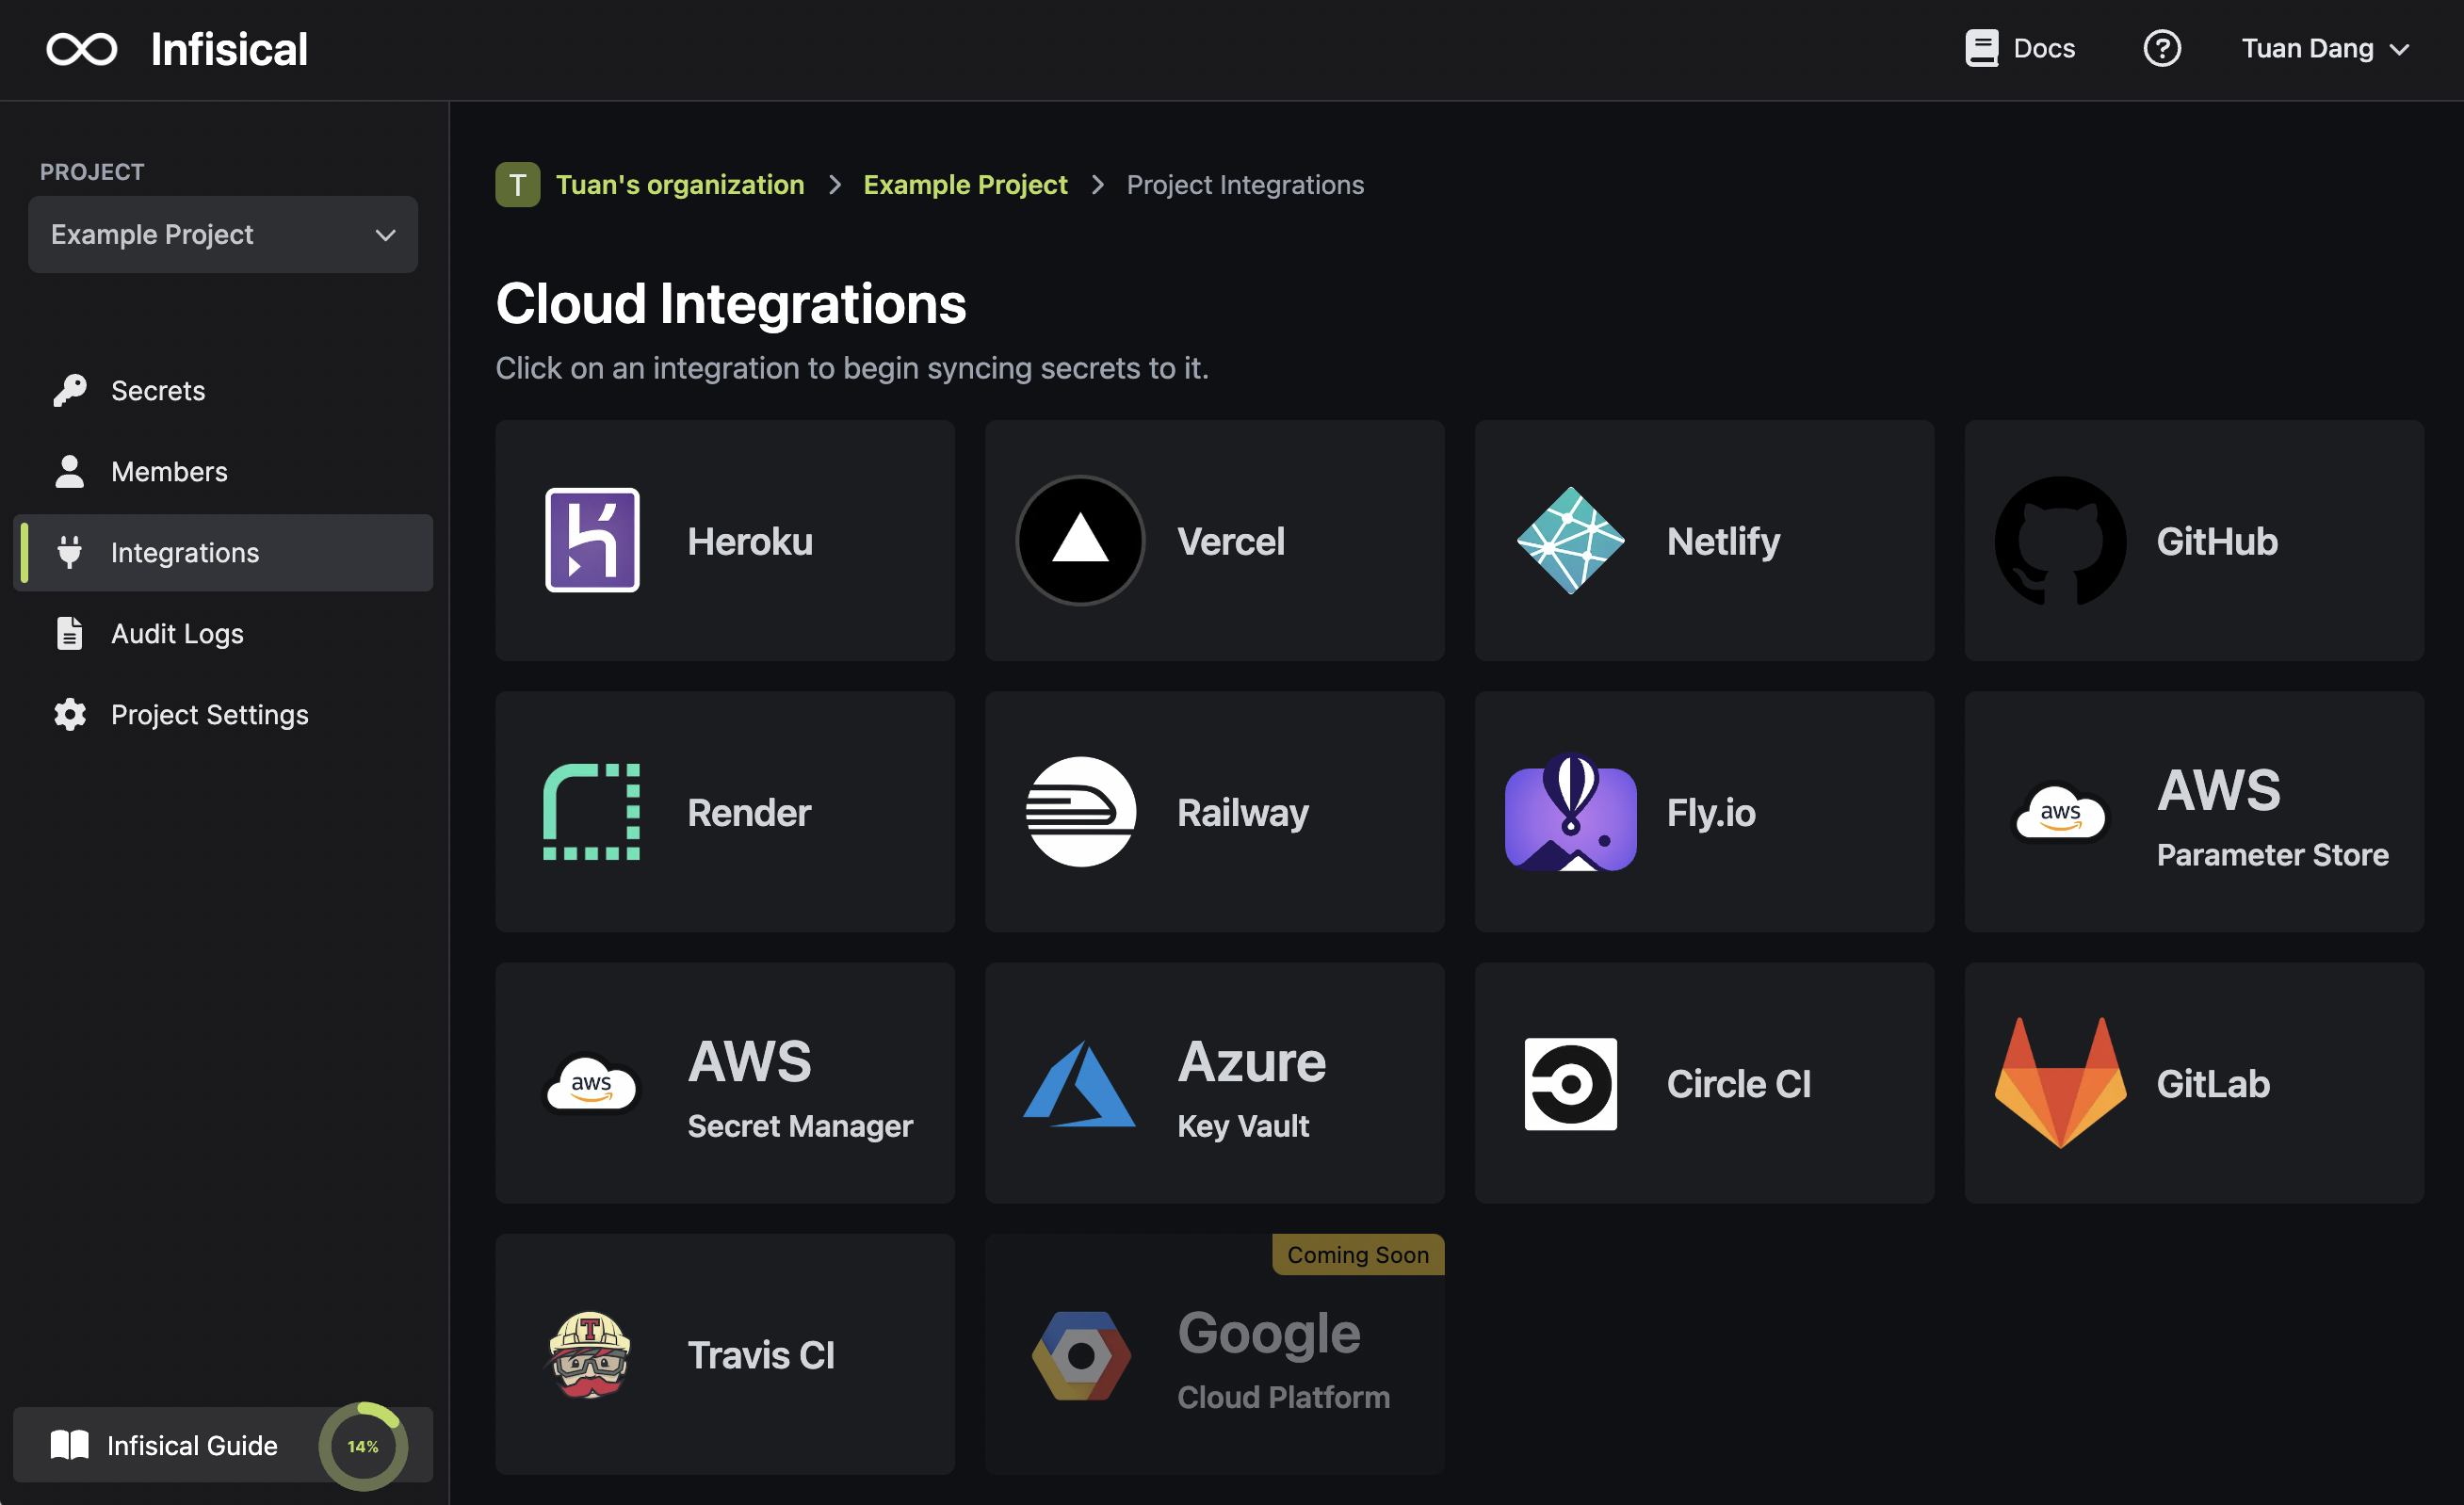 Infisical
Docs
Tuan Dang
PROJECT
Example Project
Secrets
Members
Integrations
Audit Logs
Project Settings
Infisical Guide
14%
T Tuan's organization > Example Project > Project Integrations
Cloud Integrations
Click on an integration to begin syncing secrets to it.
Heroku
Vercel
Netlify
GitHub
Render
Railway
Fly.io
aws
AWS
Parameter Store
aws
AWS
Secret Manager
Azure
Key Vault
Circle CI
GitLab
T
Travis CI
Coming Soon
Google
Cloud Platform